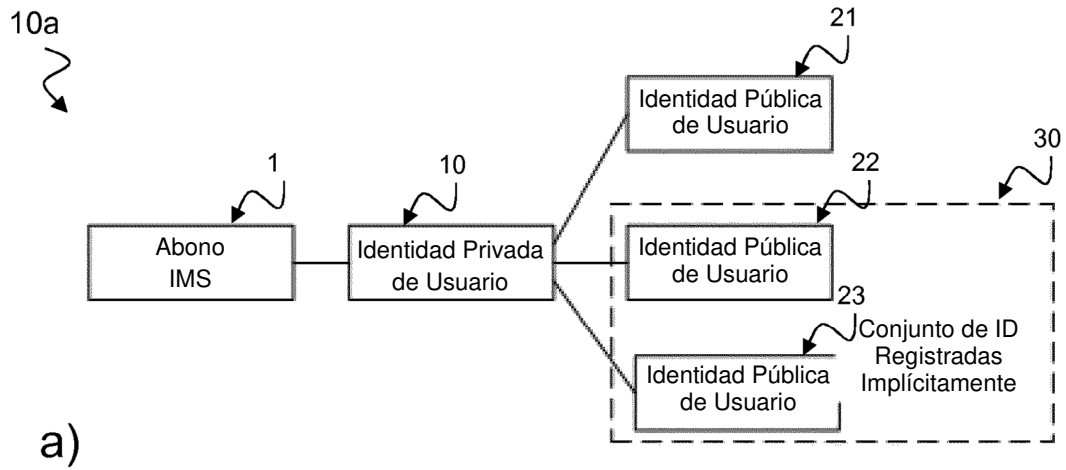 10a
21
Identidad Pública
de Usuario
30
1
10
22
Abono
IMS
Identidad Privada
de Usuario
Identidad Pública
de Usuario
23
Conjunto de ID
Registradas
Implícitamente
Identidad Pública
de Usuario
a)